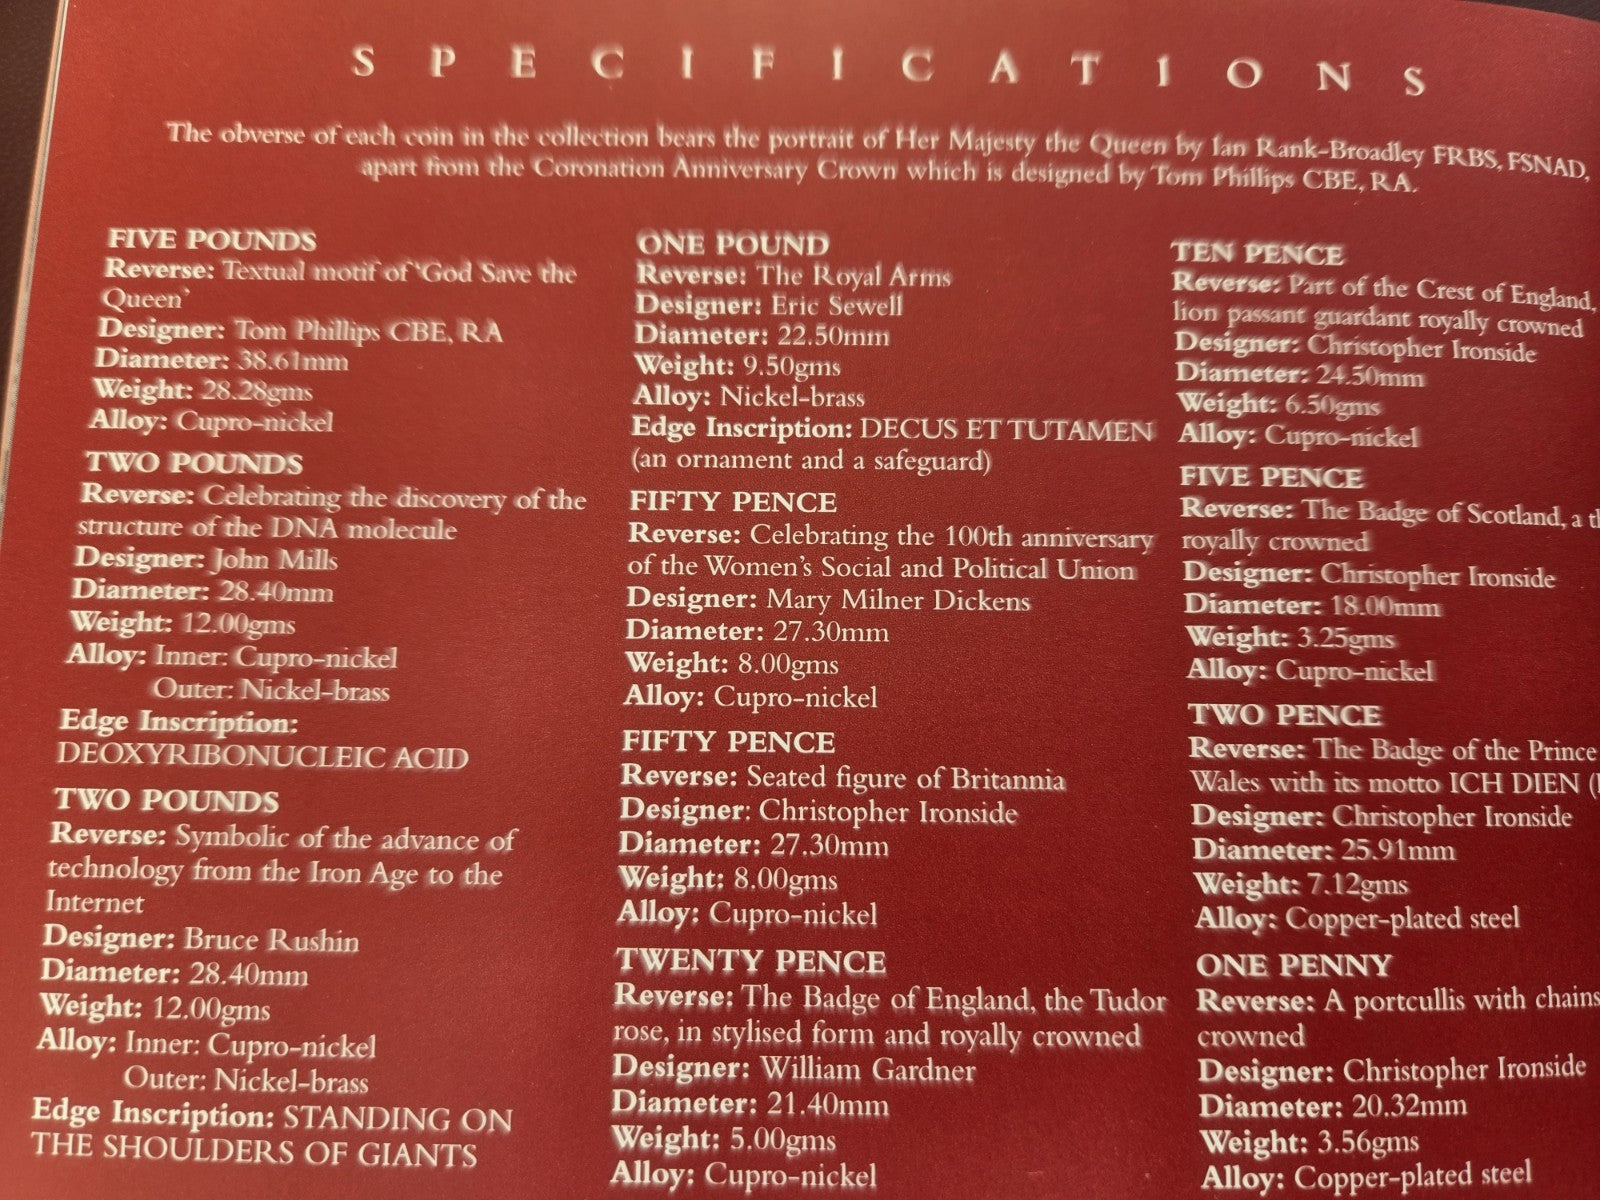 SPECIFICATIONS
The obverse of each coin in the collection bears the portrait of Her Majesty the Queen by Ian Rank-Broadley FRBS, FSNAD,
apart from the Coronation Anniversary Crown which is designed by Tom Phillips CBE, RA.
FIVE POUNDS
Reverse: Textual motif of 'God Save the
Queen'
Designer: Tom Phillips CBE, RA
Diameter: 38.61mm
Weight: 28.28gms
Alloy: Cupro-nickel
TWO POUNDS
Reverse: Celebrating the discovery of the
structure of the DNA molecule
Designer: John Mills
Diameter: 28.40mm
Weight: 12.00gms
Alloy: Inner: Cupro-nickel
Outer: Nickel-brass
Edge Inscription:
DEOXYRIBONUCLEIC ACID
TWO POUNDS
Reverse: Symbolic of the advance of
technology from the Iron Age to the
Internet
Designer: Bruce Rushin
Diameter: 28.40mm
Weight: 12.00gms
Alloy: Inner: Cupro-nickel
Outer: Nickel-brass
Edge Inscription: STANDING ON
THE SHOULDERS OF GIANTS
ONE POUND
Reverse: The Royal Arms
Designer: Eric Sewell
Diameter: 22.50mm
Weight: 9.50gms
Alloy: Nickel-brass
Edge Inscription: DECUS ET TUTAMEN
(an ornament and a safeguard)
FIFTY PENCE
Reverse: Celebrating the 100th anniversary
of the Women's Social and Political Union
Designer: Mary Milner Dickens
Diameter: 27.30mm
Weight: 8.00gms
Alloy: Cupro-nickel
FIFTY PENCE
Reverse: Seated figure of Britannia
Designer: Christopher Ironside
Diameter: 27.30mm
Weight: 8.00gms
Alloy: Cupro-nickel
TWENTY PENCE
Reverse: The Badge of England, the Tudor
rose, in stylised form and royally crowned
Designer: William Gardner
Diameter: 21.40mm
Weight: 5.00gms
Alloy: Cupro-nickel
TEN PENCE
Reverse: Part of the Crest of England,
lion passant guardant royally crowned
Designer: Christopher Ironside
Diameter: 24.50mm
Weight: 6.50gms
Alloy: Cupro-nickel
FIVE PENCE
Reverse: The Badge of Scotland, a
royally crowned
Designer: Christopher Ironside
Diameter: 18.00mm
Weight: 3.25gms
Alloy: Cupro-nickel
TWO PENCE
Reverse: The Badge of the Prince
Wales with its motto ICH DIEN
Designer: Christopher Ironside
Diameter: 25.91mm
Weight: 7.12gms
Alloy: Copper-plated steel
ONE PENNY
Reverse: A portcullis with chains
crowned
Designer: Christopher Ironside
Diameter: 20.32mm
Weight: 3.56gms
Alloy: Copper-plated steel